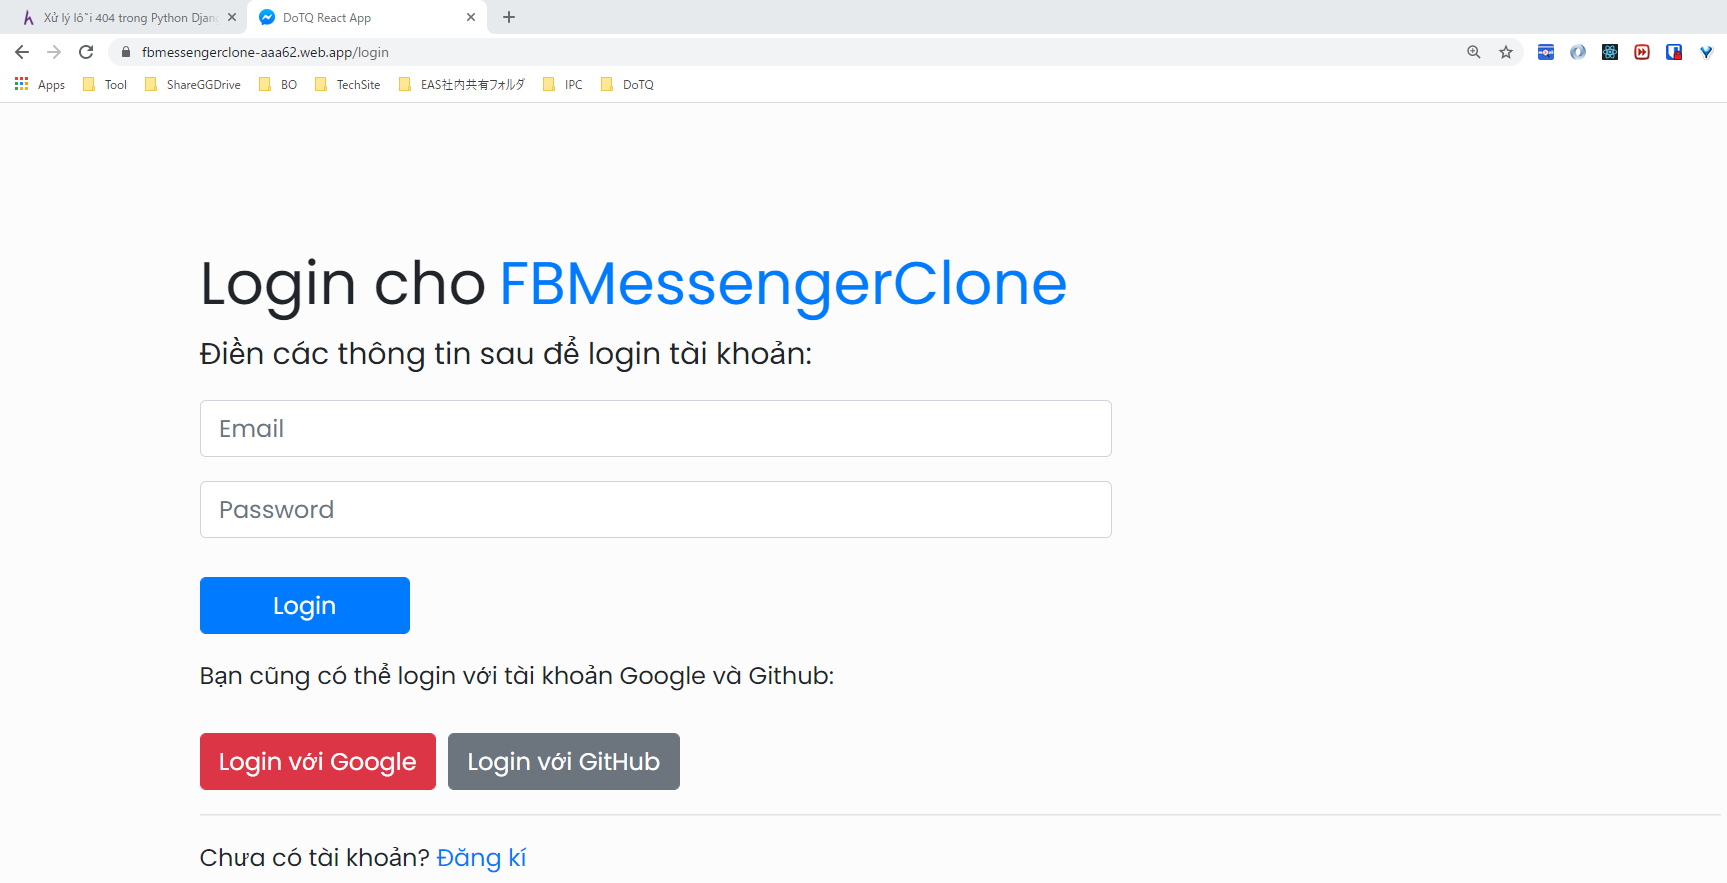 Xử lý lỗi 404 trong Python
DoTQ React App
fbmessengerclone-aaa62.web.app/login
Apps Tool ShareGGDrive BO TechSite EAS社内共有フォルダ IPC DoTQ
Login cho FBMessengerClone
Điền các thông tin sau để login tài khoản:
Email
Password
Login
Bạn cũng có thể login với tài khoản Google và Github:
Login với Google Login với GitHub
Chưa có tài khoản? Đăng kí